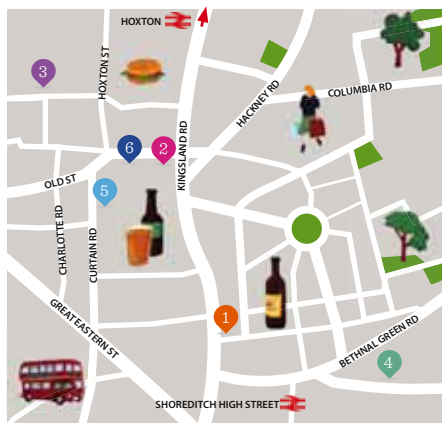 HOXTON
HOXTON ST
3
KINGSLAND RD
HACKNEY RD
COLUMBIA RD
6
2
OLD ST
5
CHARLOTTE RD
CURTAIN RD
GREAT EASTERN ST
1
BETHNAL GREEN RD
4
SHOREDITCH HIGH STREET